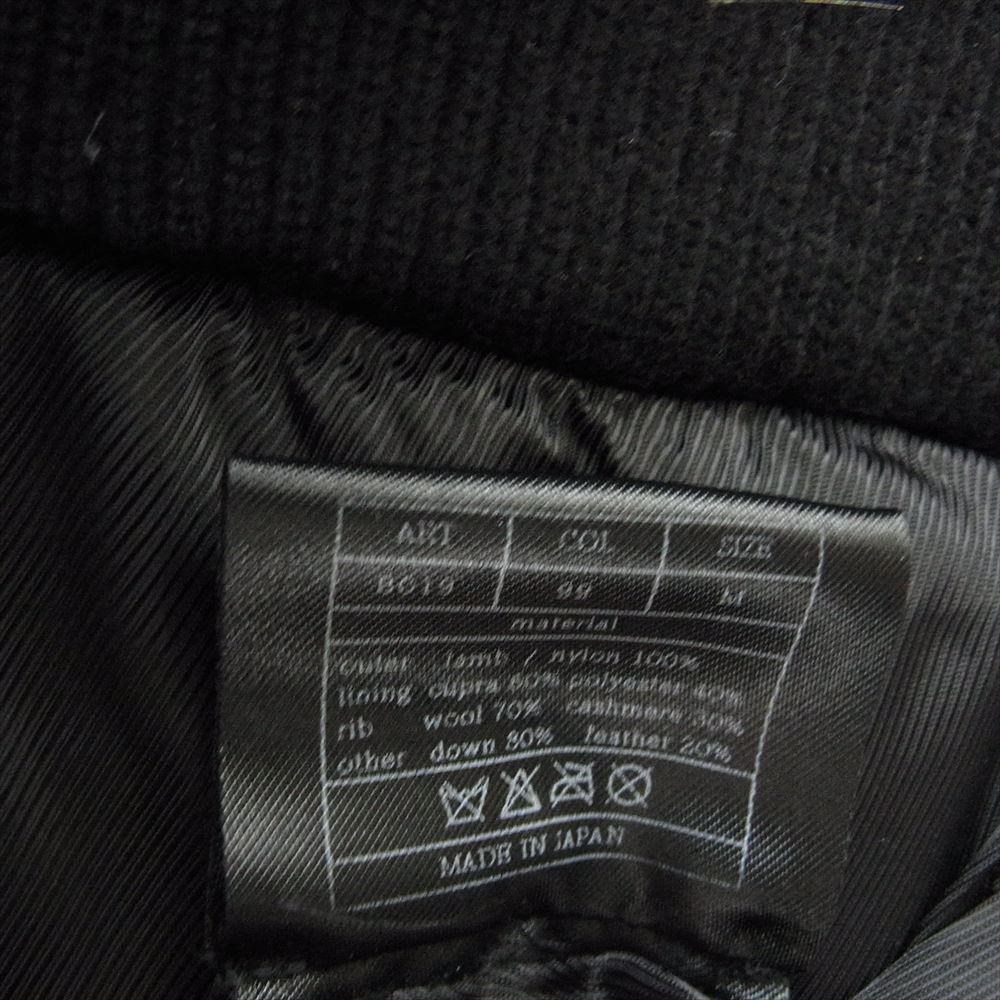 ART COL SIZE
BG19 99 M
material
outer lamb / nylon 100%
lining cupra 60% polyester 40%
rib wool 70% cashmere 30%
other down 80% feather 20%
MADE IN JAPAN